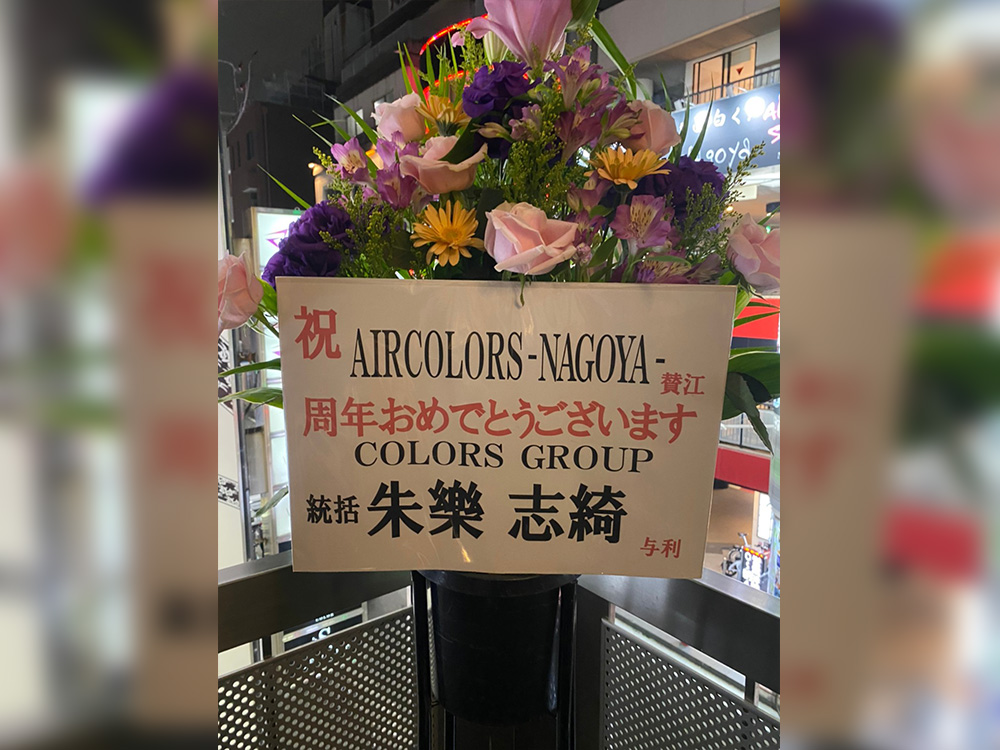 祝
AIRCOLORS -NAGOYA-
賛江
周年おめでとうございます
COLORS GROUP
統括 朱樂 志綺
与利